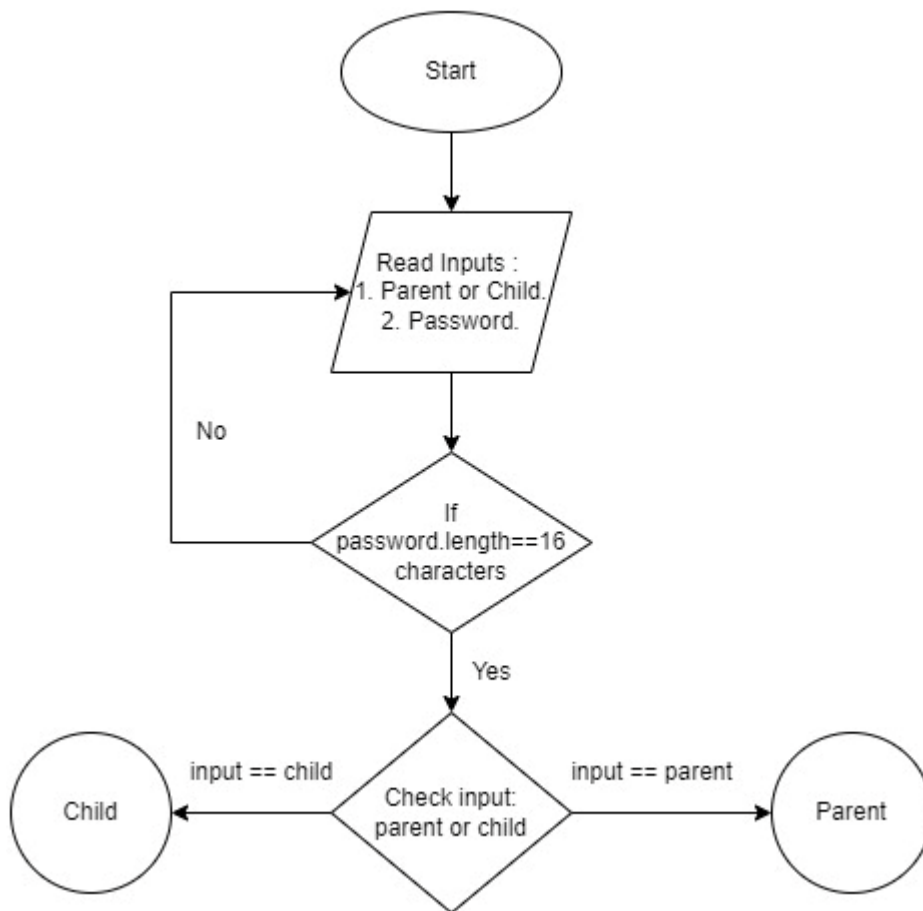 Start
Read Inputs :
1. Parent or Child.
2. Password.
No
If
password.length==16
characters
Yes
input == child
input == parent
Child
Check input:
parent or child
Parent